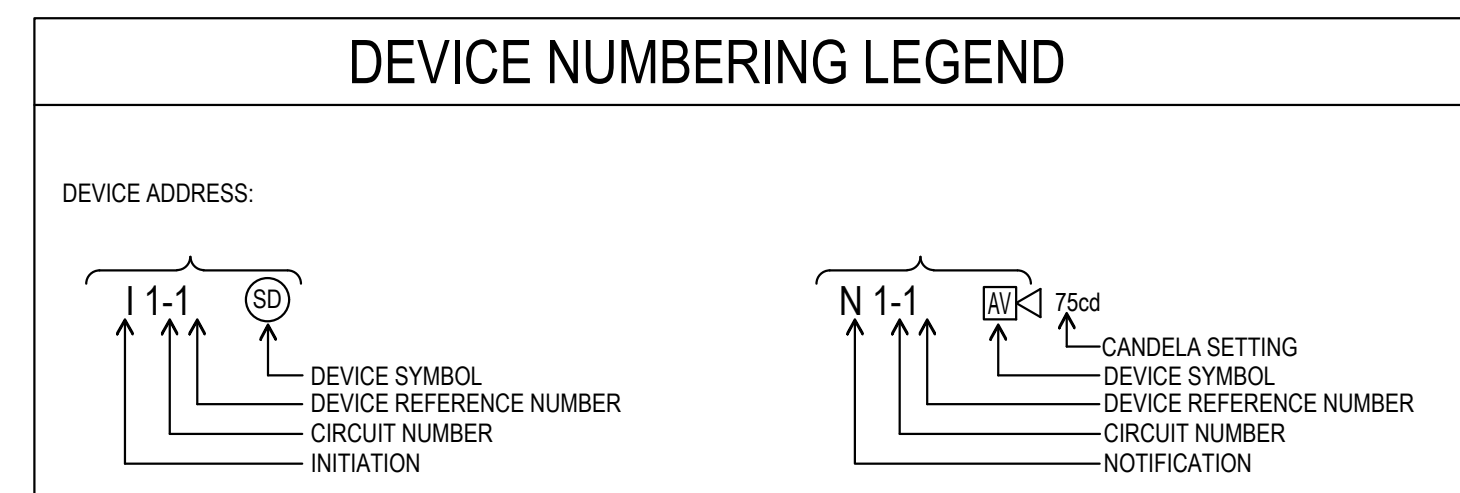 DEVICE NUMBERING LEGEND
DEVICE ADDRESS:
I 1-1 SD
DEVICE SYMBOL
DEVICE REFERENCE NUMBER
CIRCUIT NUMBER
INITIATION
N 1-1 AV 75cd
CANDELA SETTING
DEVICE SYMBOL
DEVICE REFERENCE NUMBER
CIRCUIT NUMBER
NOTIFICATION